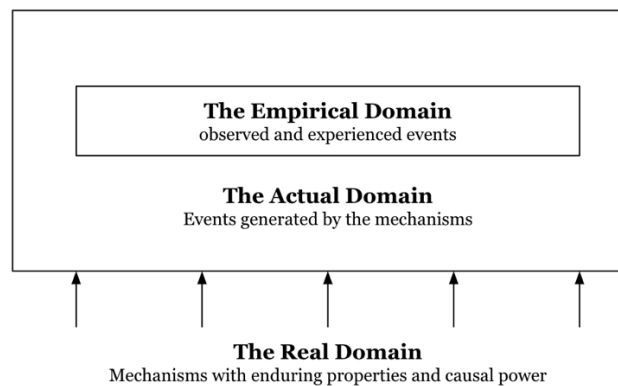 The Empirical Domain
observed and experienced events
The Actual Domain
Events generated by the mechanisms
The Real Domain
Mechanisms with enduring properties and causal power